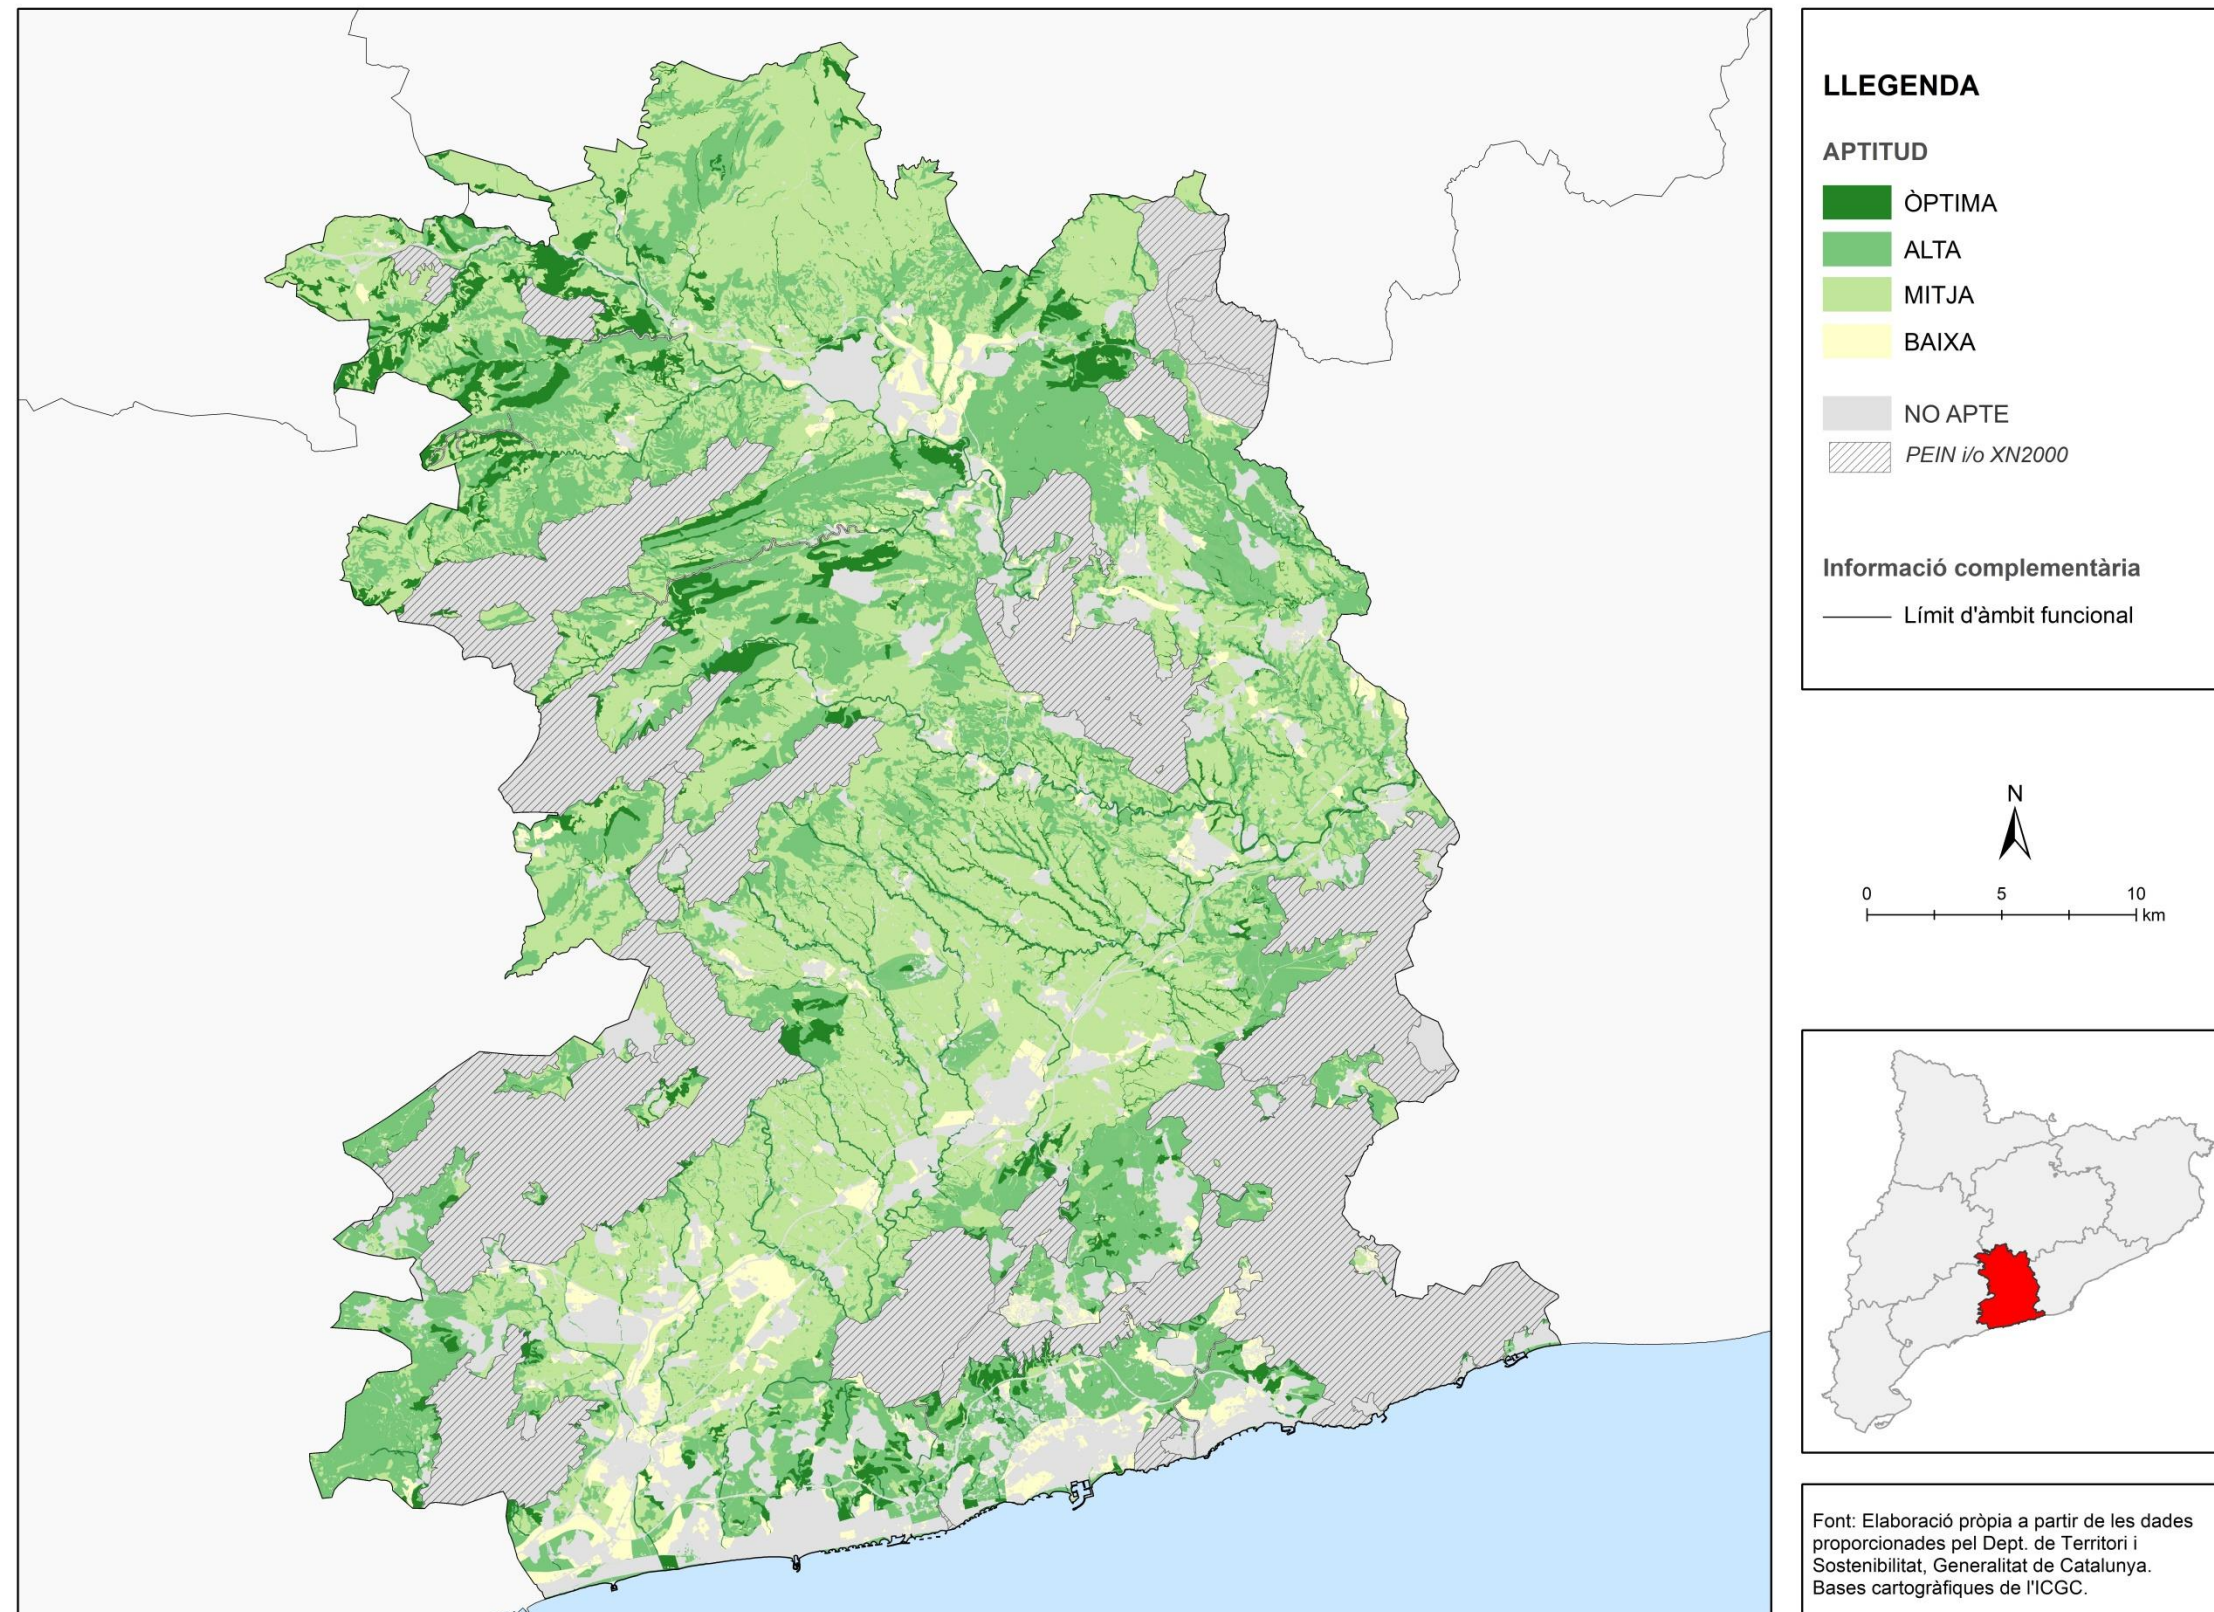 LLEGENDA
APTITUD
ÒPTIMA
ALTA
MITJA
BAIXA
NO APTE
PEIN i/o XN2000
Informació complementària
Límit d'àmbit funcional
N
0 5 10
km
Font: Elaboració pròpia a partir de les dades
proporcionades pel Dept. de Territori i
Sostenibilitat, Generalitat de Catalunya.
Bases cartogràfiques de l'ICGC.